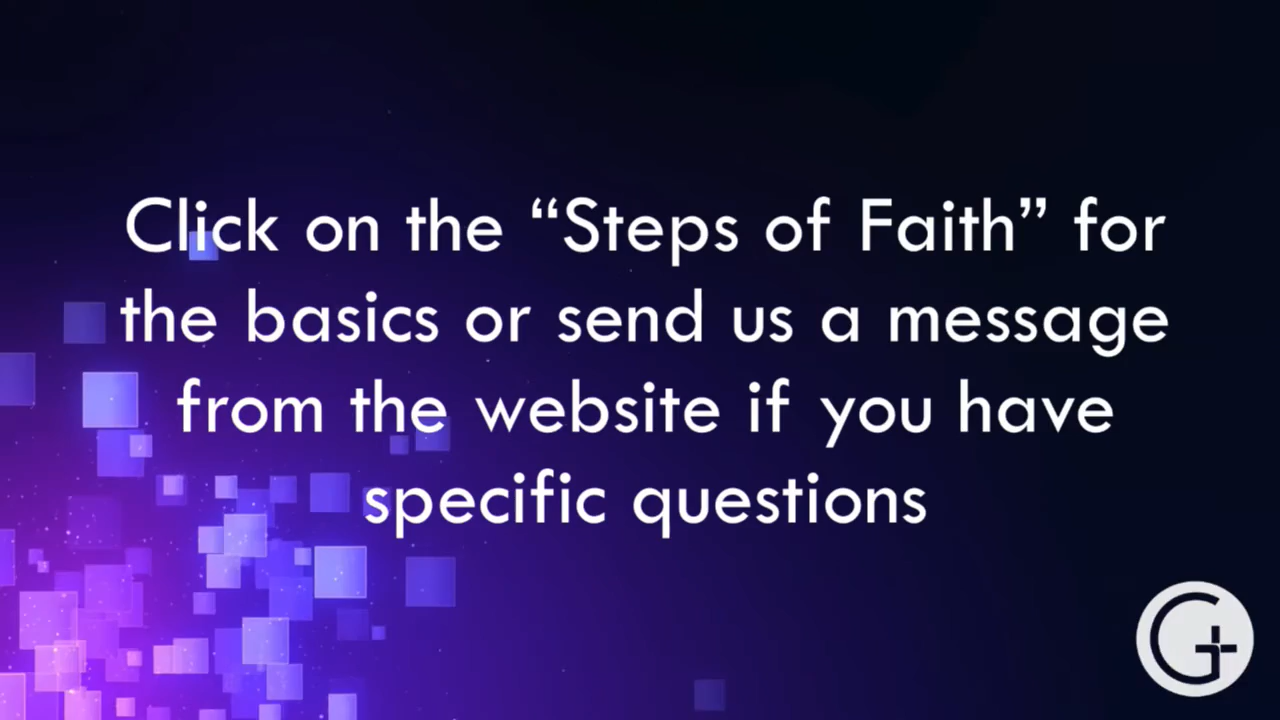 Click on the “Steps of Faith” for
the basics or send us a message
from the website if you have
specific questions